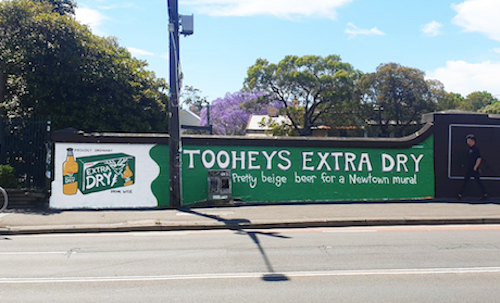 EXTRA
DRY
TOOHEYS EXTRA DRY
Pretty beige beer for a Newtown mural